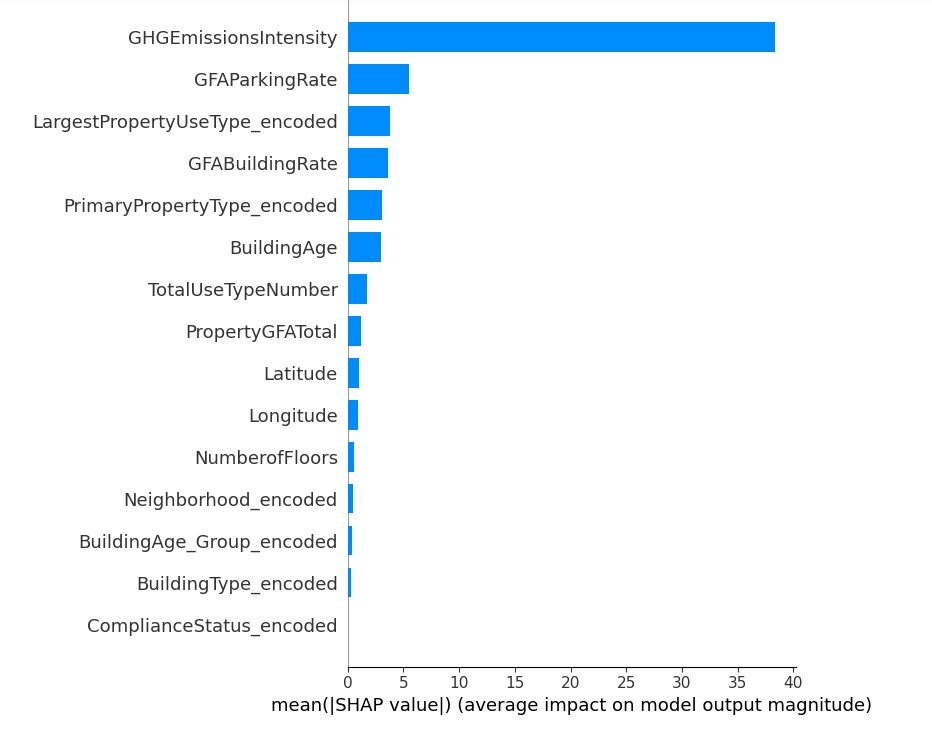 GHGEmissionsIntensity
GFAParkingRate
LargestPropertyUseType_encoded
GFABuildingRate
PrimaryPropertyType_encoded
BuildingAge
TotalUseTypeNumber
PropertyGFATotal
Latitude
Longitude
NumberofFloors
Neighborhood_encoded
BuildingAge_Group_encoded
BuildingType_encoded
ComplianceStatus_encoded
0 5 10 15 20 25 30 35 40
mean(|SHAP value|) (average impact on model output magnitude)